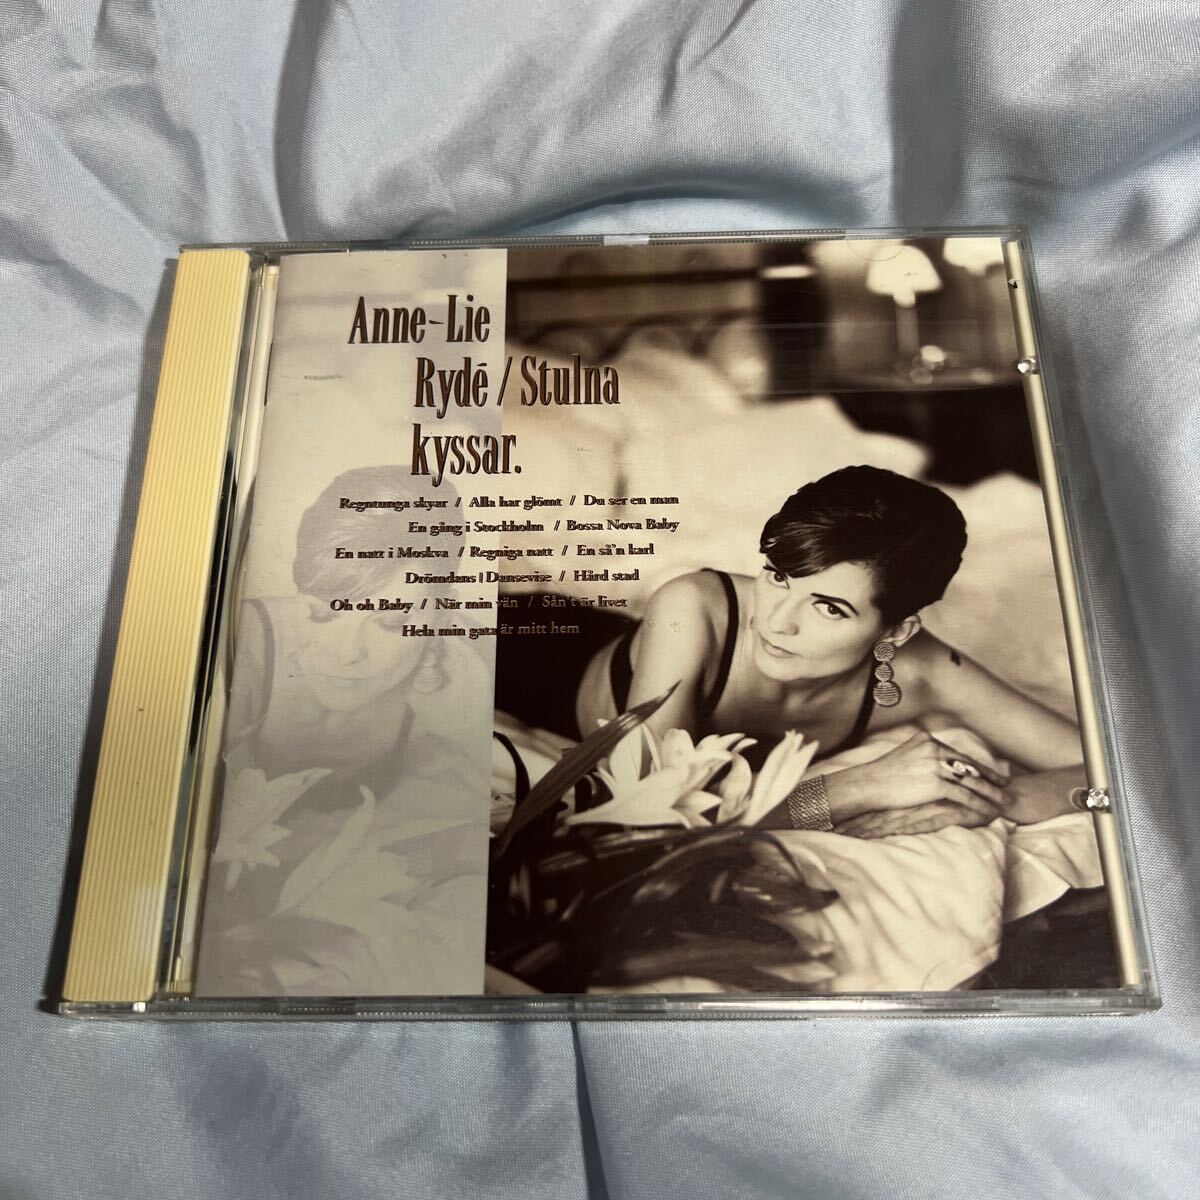 Anne-Lie
Rydé / Stulna
kyssar.
Regntunga skyar / Alla har glömt / Du ser en man
En gång i Stockholm / Bossa Nova Baby
En natt i Moskva / Regniga natt / En så'n karl
Drömdans | Dansevise / Hård stad
Oh oh Baby / När min vän / Sån't är livet
Hela min gata är mitt hem